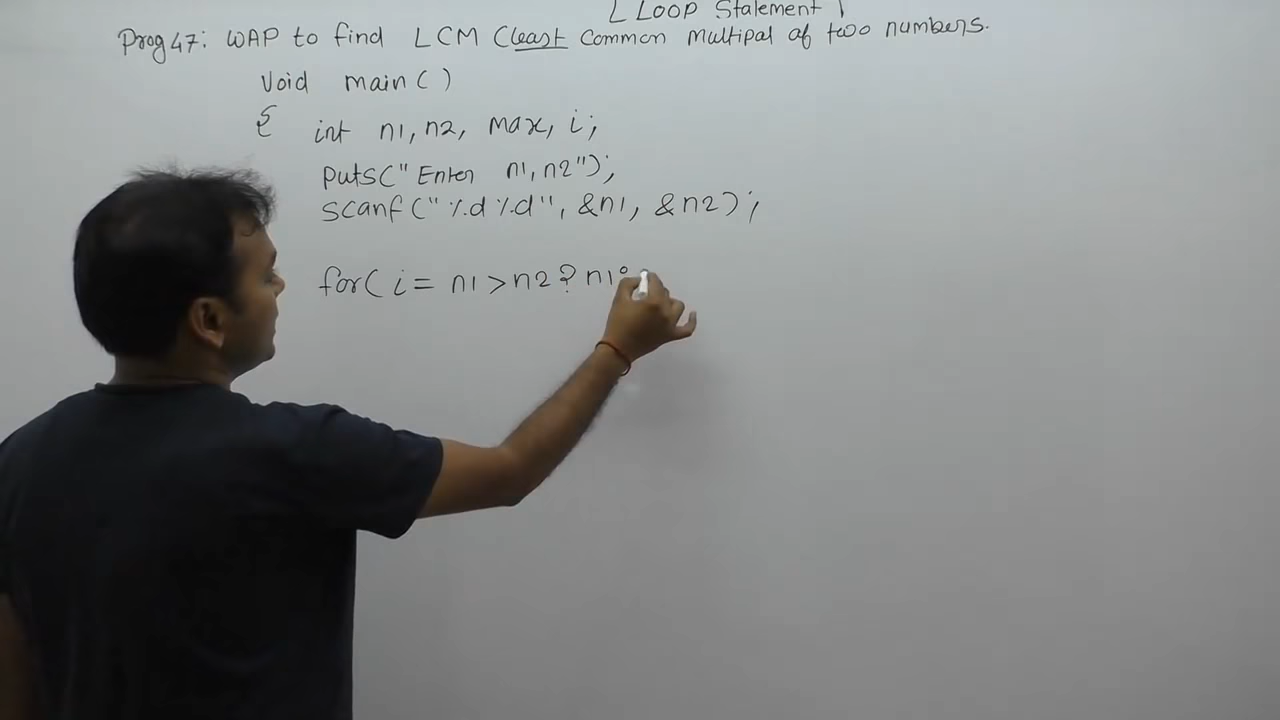 [ Loop Statement ]
Prog 47: WAP to find LCM (Least Common Multipal of two numbers.
Void main()
{ int n1, n2, max, i;
puts("Enter n1, n2");
scanf("%d %d", &n1, &n2);
for( i= n1>n2? n1: